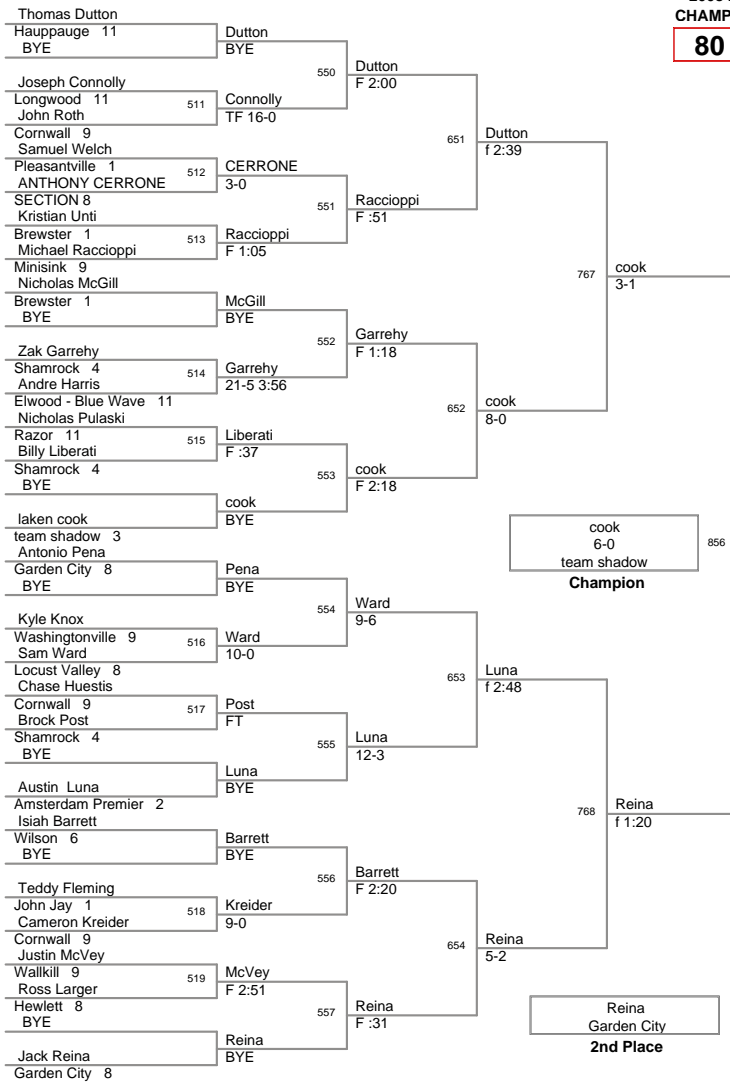 CHAMP
80
Thomas Dutton
Hauppauge 11
BYE
Joseph Connolly
Longwood 11
John Roth
Cornwall 9
Samuel Welch
Pleasantville 1
ANTHONY CERRONE
SECTION 8
Kristian Unti
Brewster 1
Michael Raccioppi
Minisink 9
Nicholas McGill
Brewster 1
BYE
Zak Garrehy
Shamrock 4
Andre Harris
Elwood - Blue Wave 11
Nicholas Pulaski
Razor 11
Billy Liberati
Shamrock 4
BYE
laken cook
team shadow 3
Antonio Pena
Garden City 8
BYE
Kyle Knox
Washingtonville 9
Sam Ward
Locust Valley 8
Chase Huestis
Cornwall 9
Brock Post
Shamrock 4
BYE
Austin Luna
Amsterdam Premier 2
Isiah Barrett
Wilson 6
BYE
Teddy Fleming
John Jay 1
Cameron Kreider
Cornwall 9
Justin McVey
Wallkill 9
Ross Larger
Hewlett 8
BYE
Jack Reina
Garden City 8
511
512
513
514
515
516
517
518
519
Dutton
BYE
Connolly
TF 16-0
CERRONE
3-0
Raccioppi
F 1:05
McGill
BYE
Garrehy
21-5 3:56
Liberati
F :37
cook
BYE
Pena
BYE
Ward
10-0
Post
FT
Luna
BYE
Barrett
BYE
Kreider
9-0
McVey
F 2:51
Reina
BYE
550
551
552
553
554
555
556
557
Dutton
F 2:00
Raccioppi
F :51
Garrehy
F 1:18
cook
F 2:18
Ward
9-6
Luna
12-3
Barrett
F 2:20
Reina
F :31
651
652
653
654
Dutton
f 2:39
cook
8-0
Luna
f 2:48
Reina
5-2
767
768
cook
3-1
Reina
f 1:20
cook
6-0
team shadow
856
Champion
Reina
Garden City
2nd Place